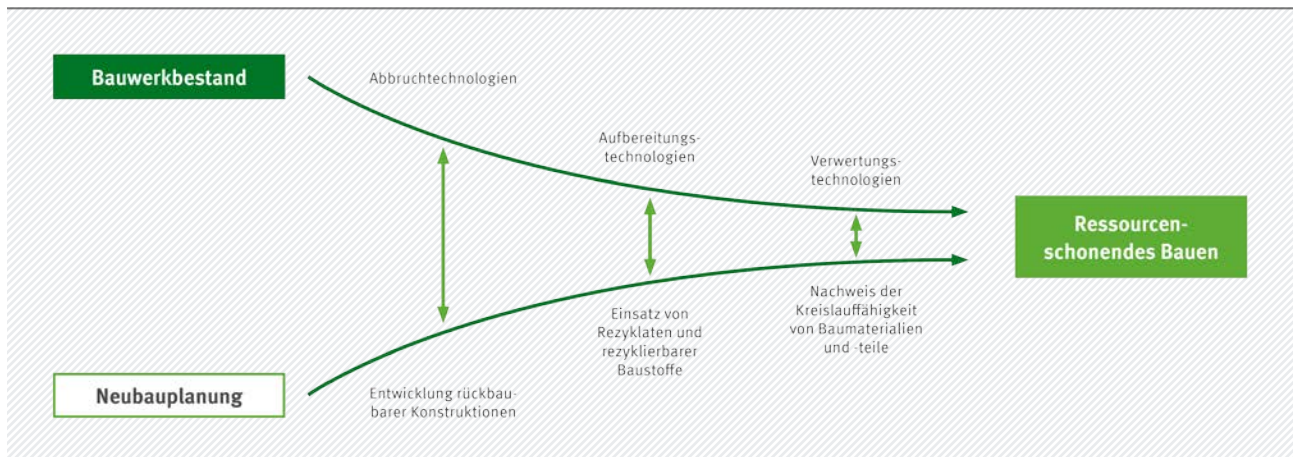 Bauwerkbestand
Abbruchtechnologien
Aufbereitungs-
technologien
Verwertungs-
technologien
Ressourcen-
schonendes Bauen
Neubauplanung
Entwicklung rückbau-
barer Konstruktionen
Einsatz von
Rezyklaten und
rezyklierbarer
Baustoffe
Nachweis der
Kreislauffähigkeit
von Baumaterialien
und -teile